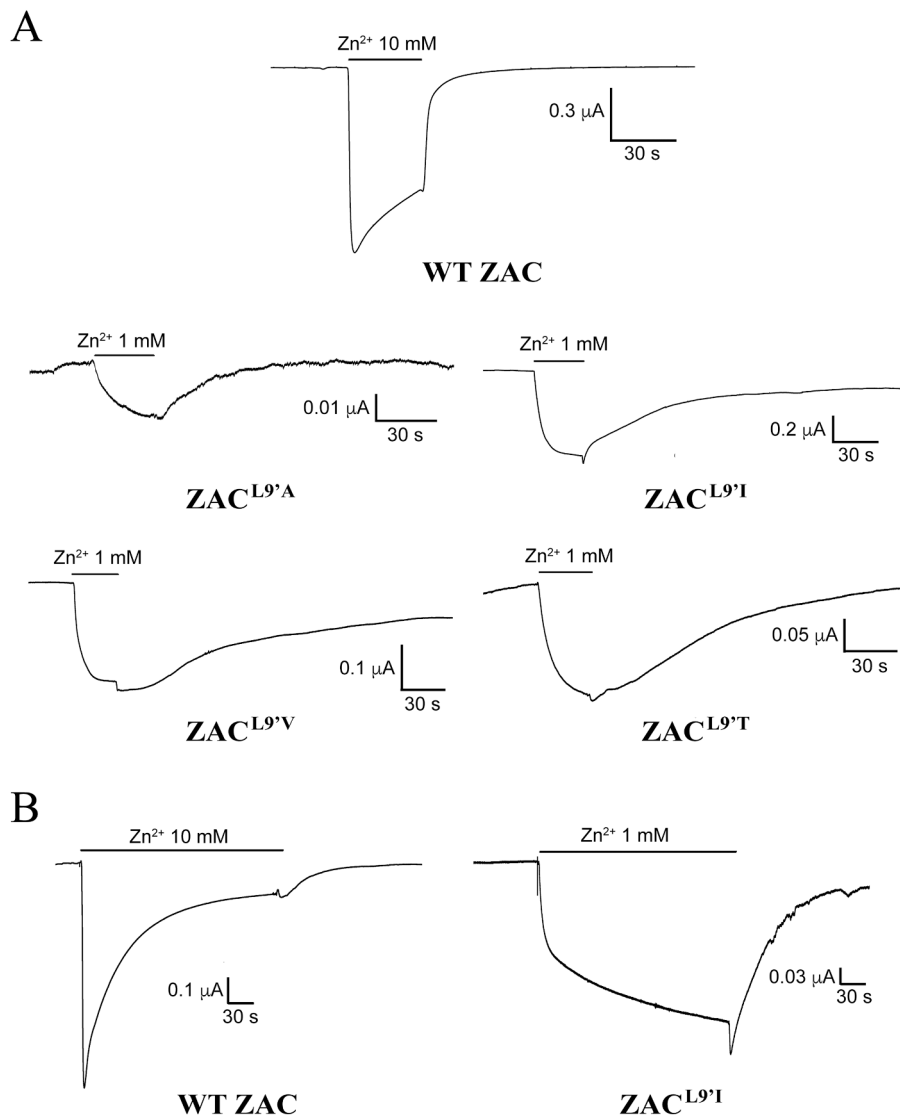 A
Zn²⁺ 10 mM
0.3 µA
30 s
WT ZAC
Zn²⁺ 1 mM
0.01 µA
30 s
ZAC^L9'A
Zn²⁺ 1 mM
0.2 µA
30 s
ZAC^L9'I
Zn²⁺ 1 mM
0.1 µA
30 s
ZAC^L9'V
Zn²⁺ 1 mM
0.05 µA
30 s
ZAC^L9'T
B
Zn²⁺ 10 mM
0.1 µA
30 s
WT ZAC
Zn²⁺ 1 mM
0.03 µA
30 s
ZAC^L9'I